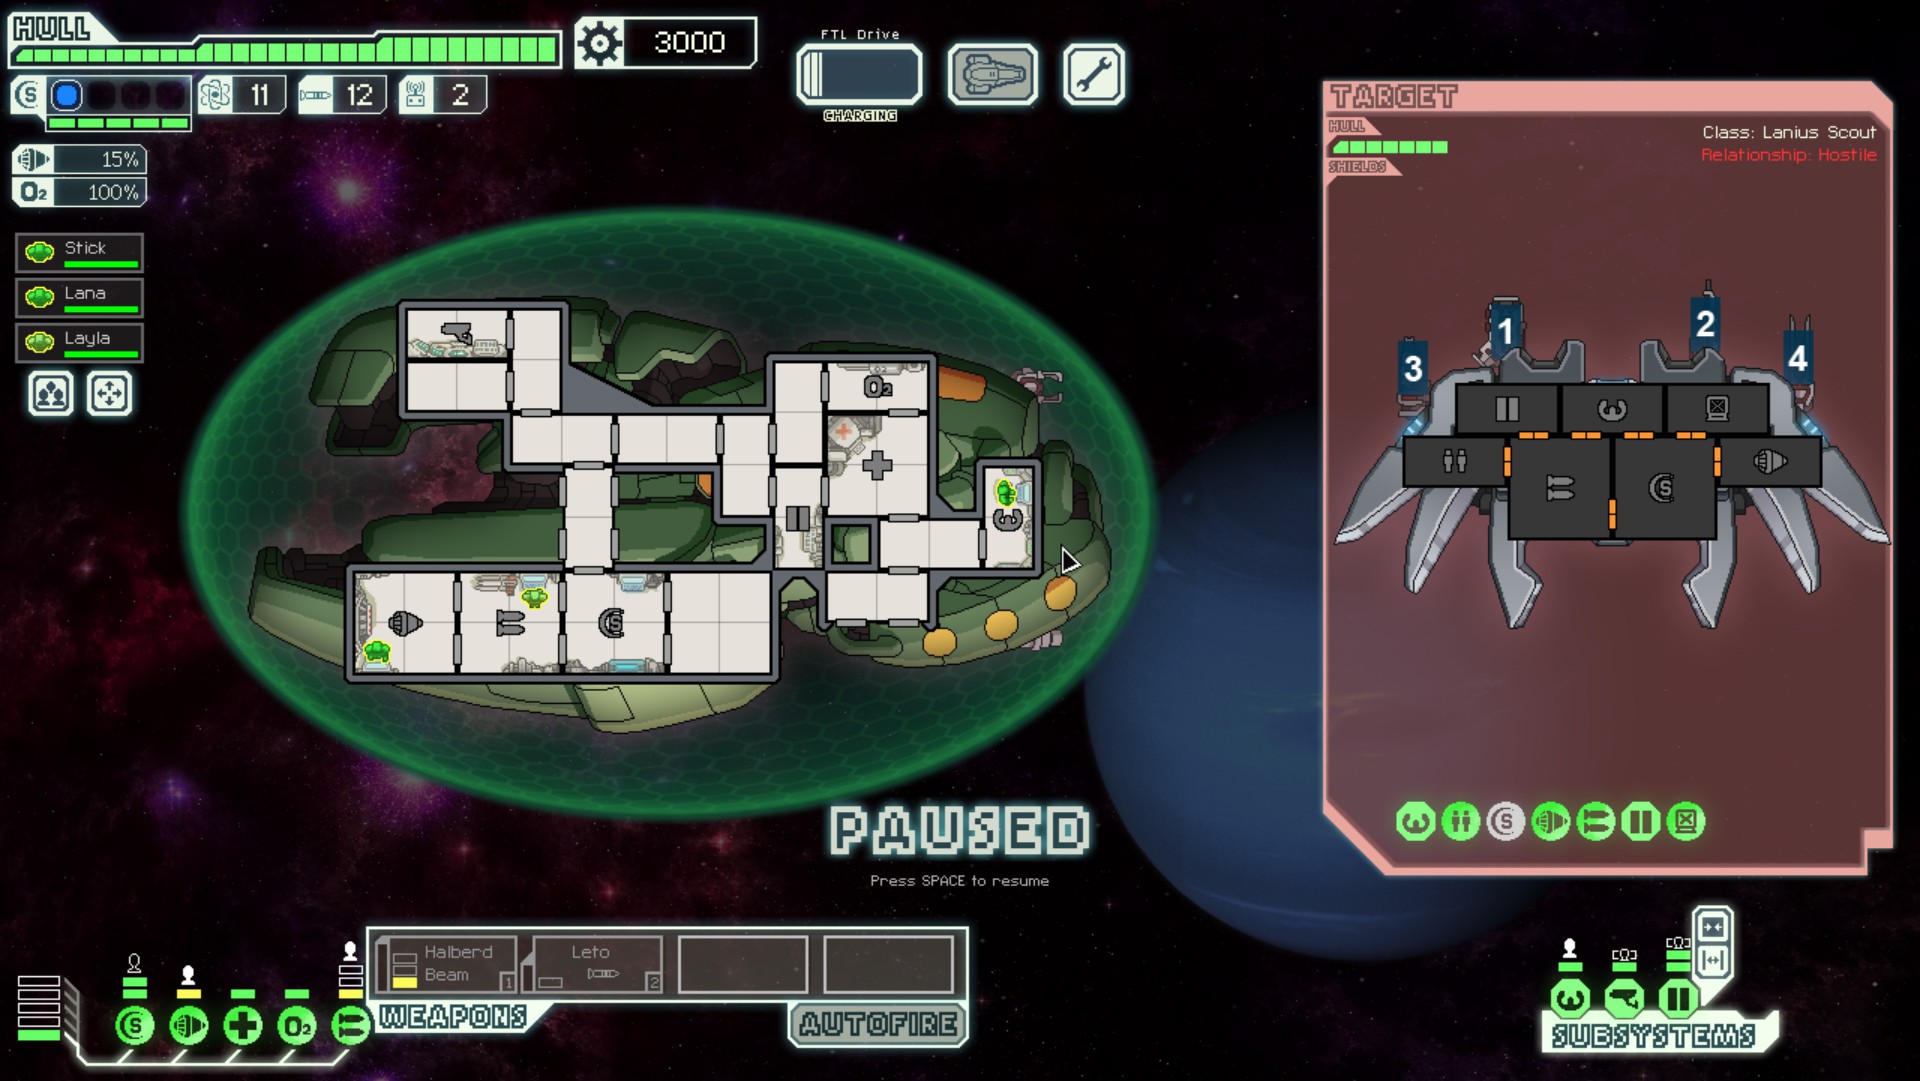 HULL
3000
FTL Drive
CHARGING
S
11
12
2
15%
O2 100%
Stick
Lana
Layla
O2
S
TARGET
HULL
Class: Lanius Scout
SHIELDS
Relationship: Hostile
1
2
3
4
S
S
PAUSED
Press SPACE to resume
Halberd
Beam
1
Leto
2
S
O2
WEAPONS
AUTOFIRE
SUBSYSTEMS